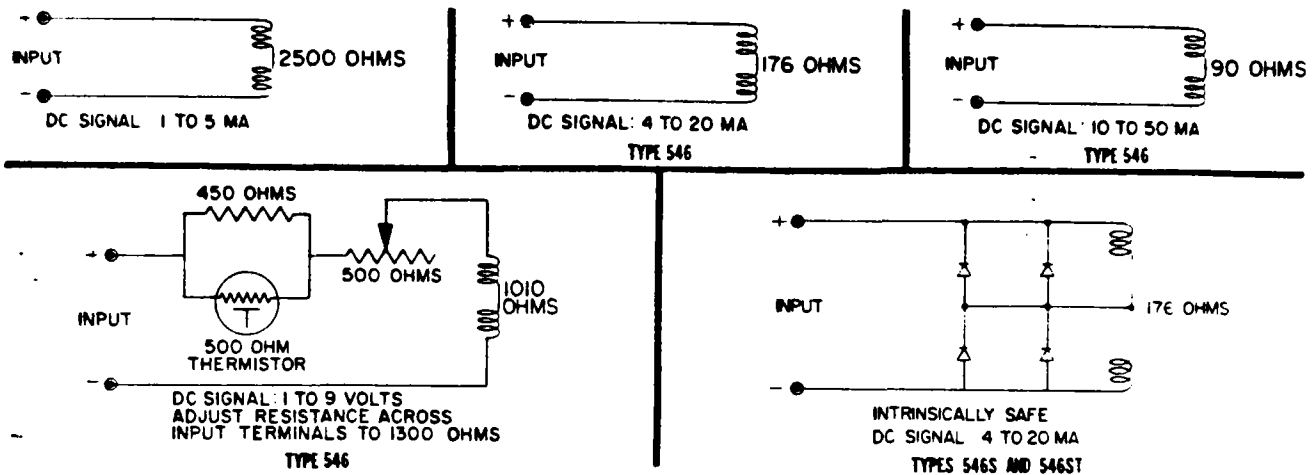 +
INPUT
-
2500 OHMS
DC SIGNAL 1 TO 5 MA
+
INPUT
-
176 OHMS
DC SIGNAL: 4 TO 20 MA
TYPE 546
+
INPUT
-
90 OHMS
DC SIGNAL 10 TO 50 MA
TYPE 546
450 OHMS
+
INPUT
-
T
500 OHM
THERMISTOR
500 OHMS
1010
OHMS
DC SIGNAL: 1 TO 9 VOLTS
ADJUST RESISTANCE ACROSS
INPUT TERMINALS TO 1300 OHMS
TYPE 546
+
INPUT
-
176 OHMS
INTRINSICALLY SAFE
DC SIGNAL 4 TO 20 MA
TYPES 546S AND 546ST